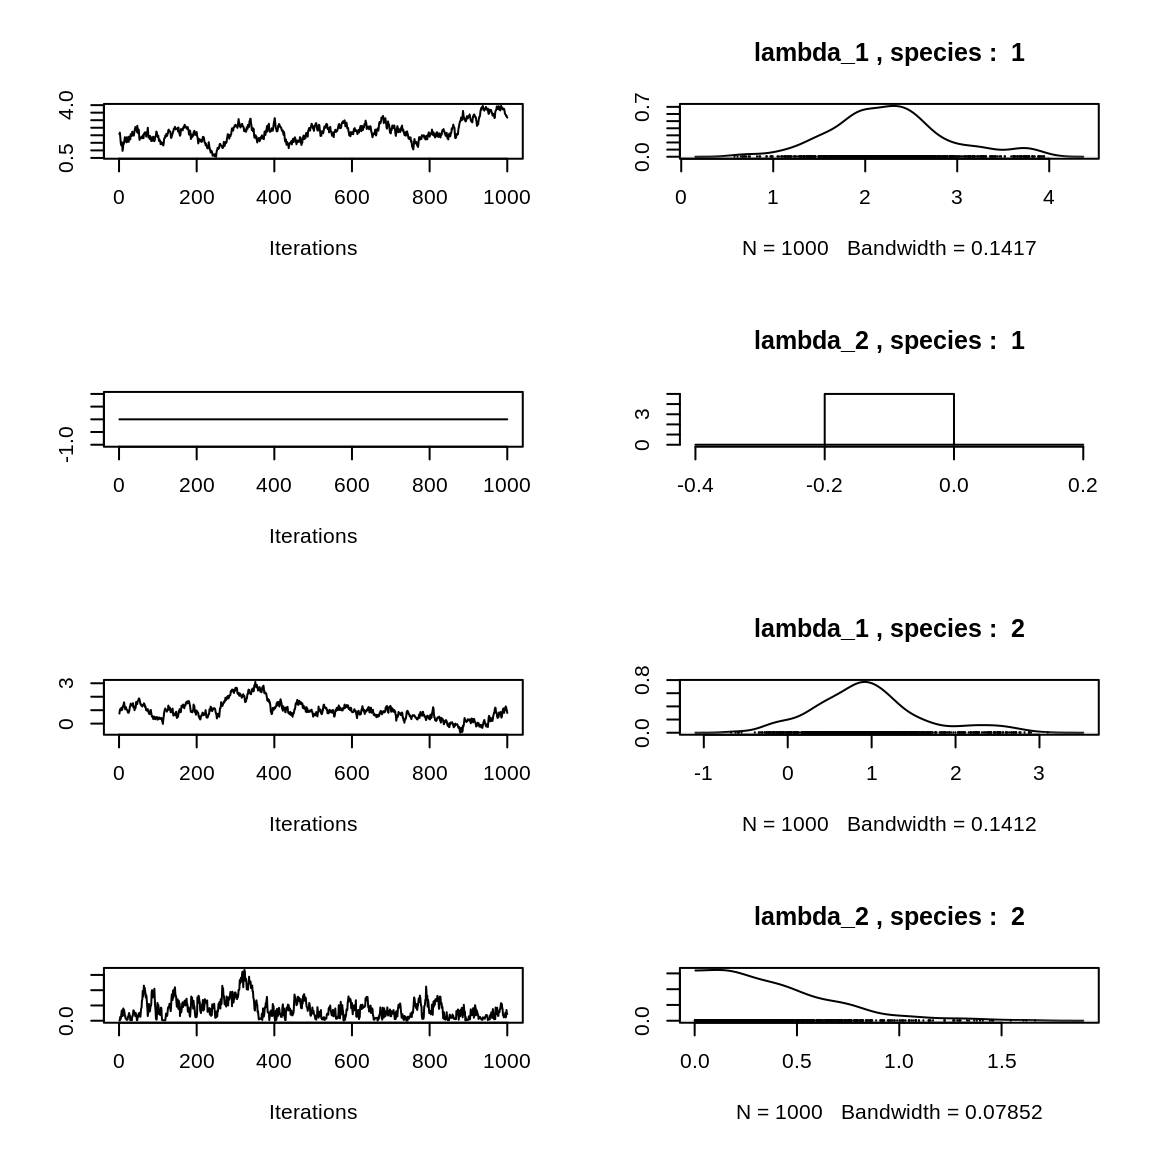 lambda_1 , species :  1
4.0
0.5
0 200 400 600 800 1000
Iterations
0.7
0.0
0 1 2 3 4
N = 1000   Bandwidth = 0.1417
lambda_2 , species :  1
-1.0
0 200 400 600 800 1000
Iterations
3
0
-0.4 -0.2 0.0 0.2
lambda_1 , species :  2
3
0
0 200 400 600 800 1000
Iterations
0.8
0.0
-1 0 1 2 3
N = 1000   Bandwidth = 0.1412
lambda_2 , species :  2
0.0
0 200 400 600 800 1000
Iterations
0.0
0.0 0.5 1.0 1.5
N = 1000   Bandwidth = 0.07852